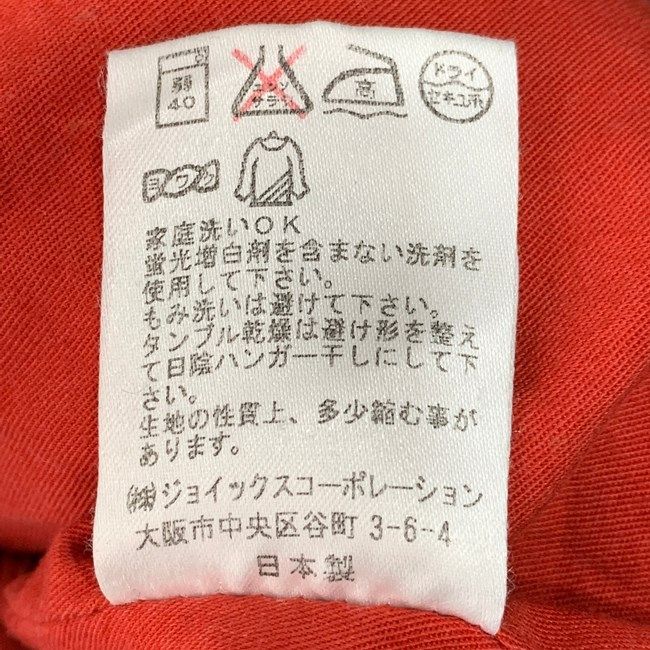 弱
40
エンソ
サラシ
高
ドライ
セキユ系
ヨワク
家庭洗いOK
蛍光増白剤を含まない洗剤を
使用して下さい。
もみ洗いは避けて下さい。
タンブル乾燥は避け形を整え
て日陰ハンガー干しにして下
さい。
生地の性質上、多少縮む事が
あります。
㈱ジョイックスコーポレーション
大阪市中央区谷町 3-6-4
日本製